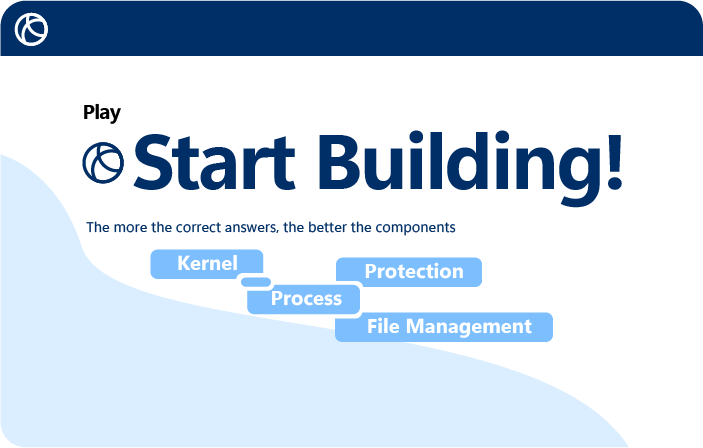 Play
Start Building!
The more the correct answers, the better the components
Kernel
Protection
Process
File Management